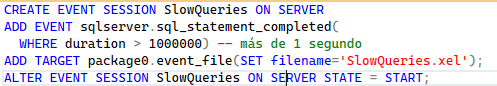 CREATE EVENT SESSION SlowQueries ON SERVER
ADD EVENT sqlserver.sql_statement_completed(
WHERE duration > 1000000) -- más de 1 segundo
ADD TARGET package0.event_file(SET filename='SlowQueries.xel');
ALTER EVENT SESSION SlowQueries ON SERVER STATE = START;